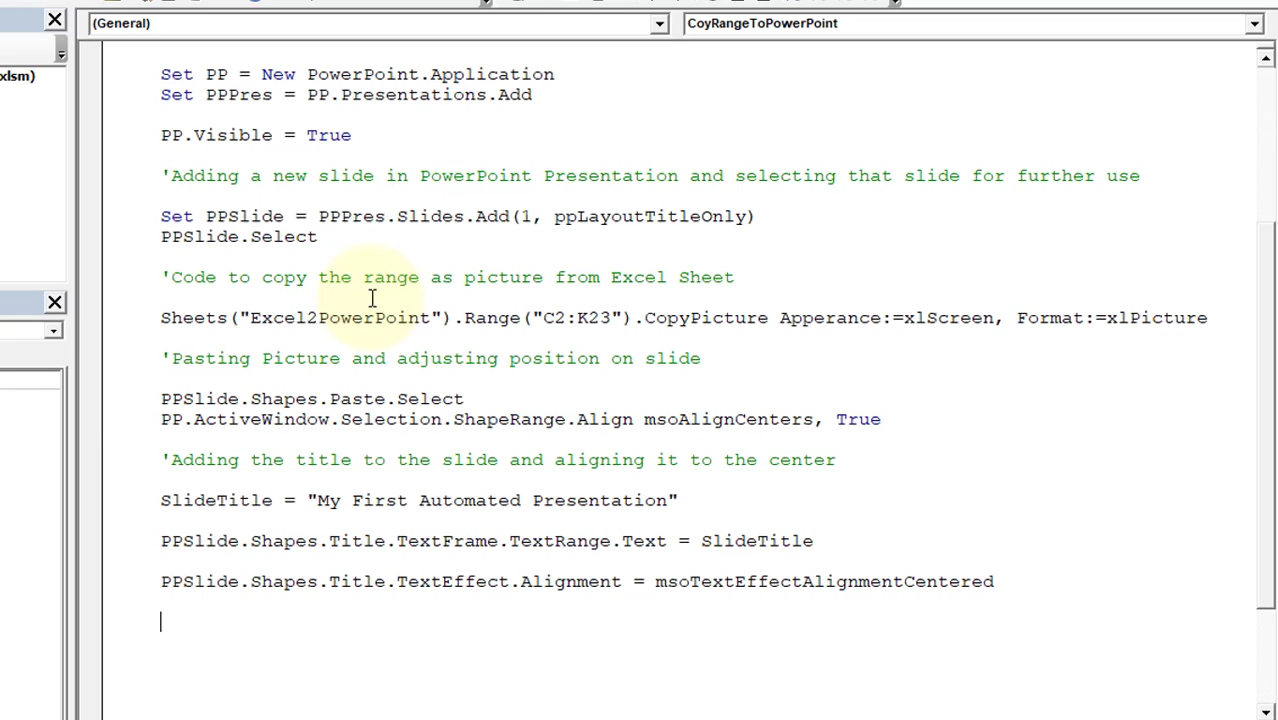 (General)
CoyRangeToPowerPoint
xlsm)
Set PP = New PowerPoint.Application
Set PPPres = PP.Presentations.Add
PP.Visible = True
'Adding a new slide in PowerPoint Presentation and selecting that slide for further use
Set PPSlide = PPPres.Slides.Add(1, ppLayoutTitleOnly)
PPSlide.Select
'Code to copy the range as picture from Excel Sheet
Sheets("Excel2PowerPoint").Range("C2:K23").CopyPicture Apperance:=xlScreen, Format:=xlPicture
'Pasting Picture and adjusting position on slide
PPSlide.Shapes.Paste.Select
PP.ActiveWindow.Selection.ShapeRange.Align msoAlignCenters, True
'Adding the title to the slide and aligning it to the center
SlideTitle = "My First Automated Presentation"
PPSlide.Shapes.Title.TextFrame.TextRange.Text = SlideTitle
PPSlide.Shapes.Title.TextEffect.Alignment = msoTextEffectAlignmentCentered